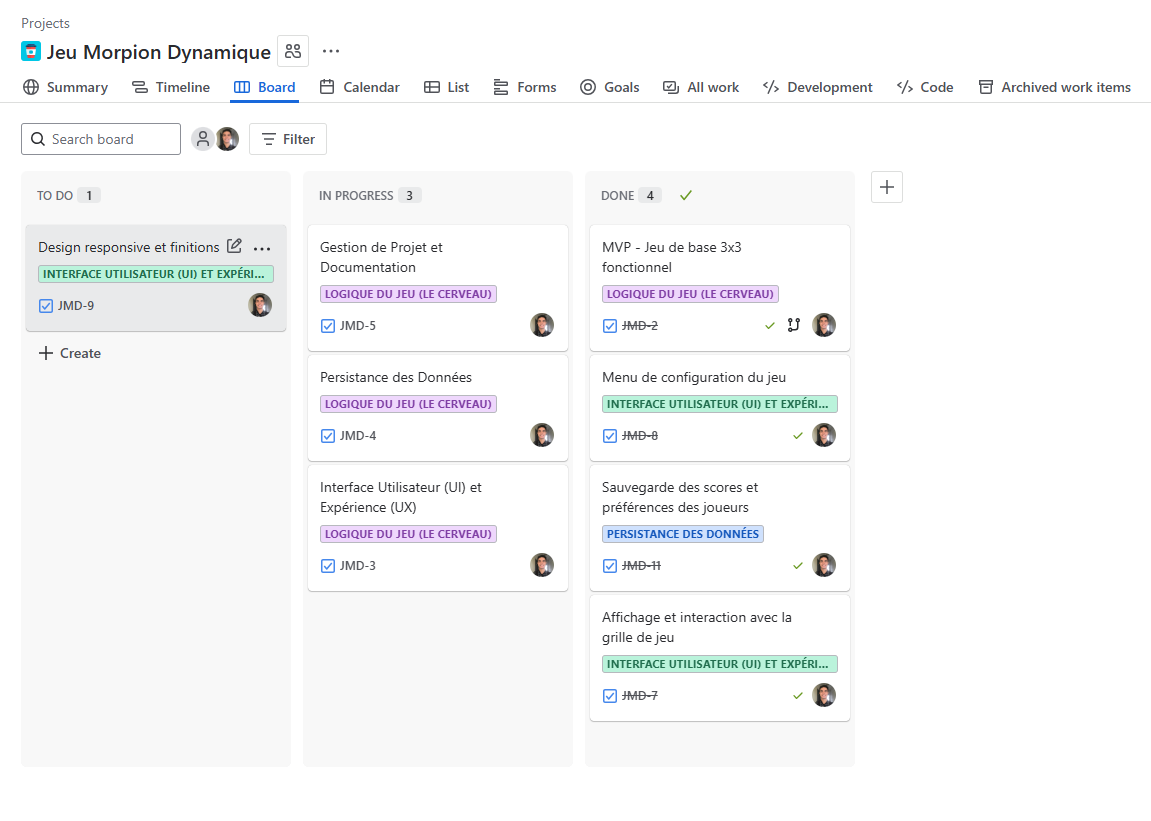 Projects
Jeu Morpion Dynamique
Summary Timeline Board Calendar List Forms Goals All work Development Code Archived work items
Search board Filter
TO DO 1
Design responsive et finitions
INTERFACE UTILISATEUR (UI) ET EXPÉRI...
JMD-9
Create
IN PROGRESS 3
Gestion de Projet et
Documentation
LOGIQUE DU JEU (LE CERVEAU)
JMD-5
Persistance des Données
LOGIQUE DU JEU (LE CERVEAU)
JMD-4
Interface Utilisateur (UI) et
Expérience (UX)
LOGIQUE DU JEU (LE CERVEAU)
JMD-3
DONE 4
MVP - Jeu de base 3x3
fonctionnel
LOGIQUE DU JEU (LE CERVEAU)
JMD-2
Menu de configuration du jeu
INTERFACE UTILISATEUR (UI) ET EXPÉRI...
JMD-8
Sauvegarde des scores et
préférences des joueurs
PERSISTANCE DES DONNÉES
JMD-11
Affichage et interaction avec la
grille de jeu
INTERFACE UTILISATEUR (UI) ET EXPÉRI...
JMD-7